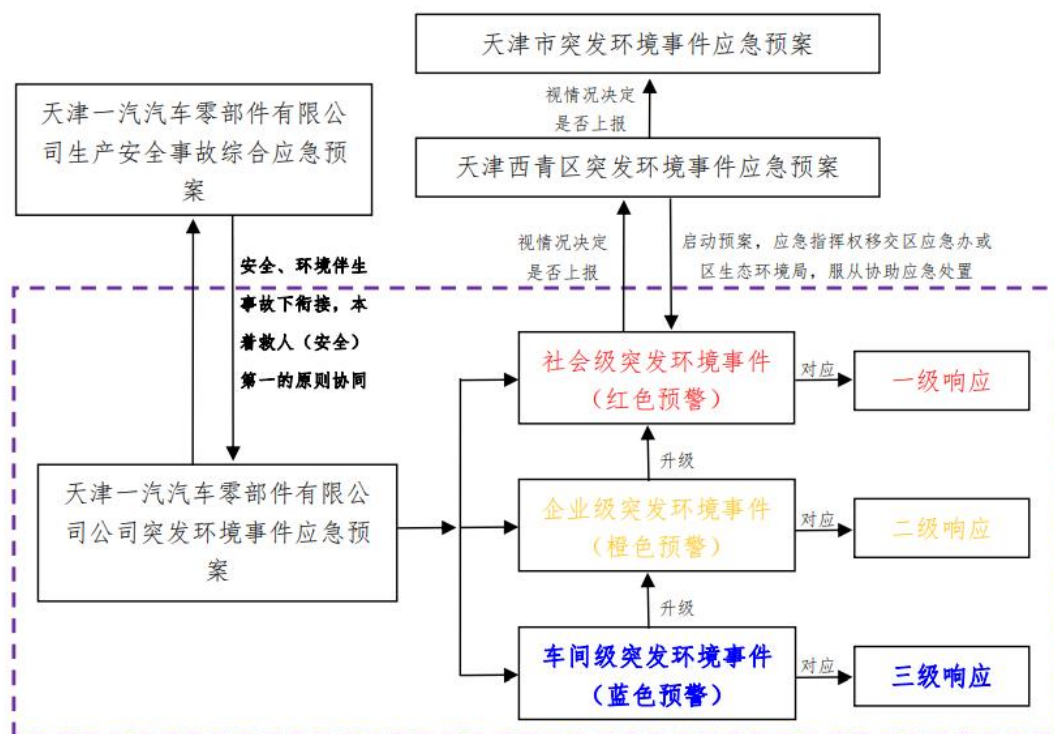 天津市突发环境事件应急预案
视情况决定
是否上报
天津一汽汽车零部件有限公
司生产安全事故综合应急预
案
天津西青区突发环境事件应急预案
安全、环境伴生
事故下衔接，本
着救人（安全）
第一的原则协同
视情况决定
是否上报
启动预案，应急指挥权移交区应急办或
区生态环境局，服从协助应急处置
社会级突发环境事件
（红色预警）
对应
一级响应
升级
天津一汽汽车零部件有限公
司公司突发环境事件应急预
案
企业级突发环境事件
（橙色预警）
对应
二级响应
升级
车间级突发环境事件
（蓝色预警）
对应
三级响应